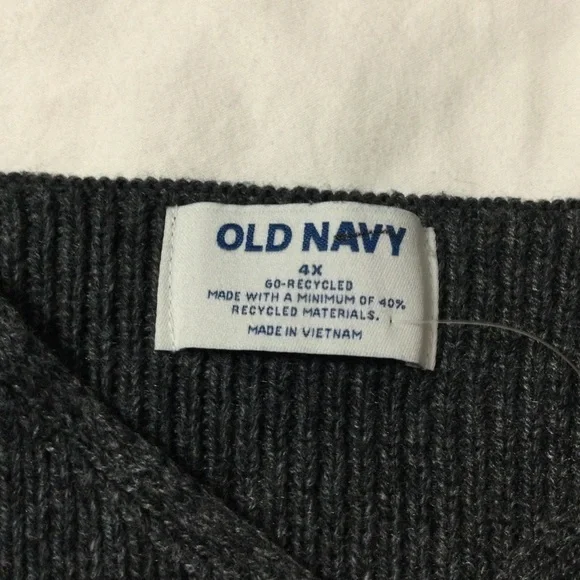 OLD NAVY
4X
GO-RECYCLED
MADE WITH A MINIMUM OF 40%
RECYCLED MATERIALS.
MADE IN VIETNAM